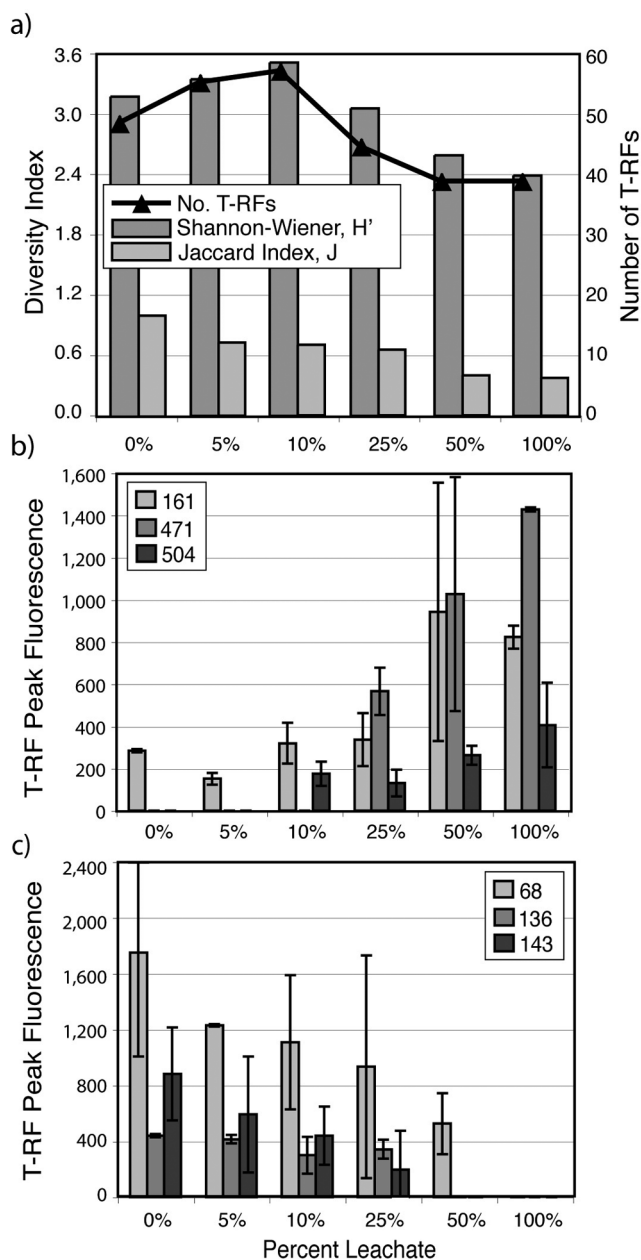 a)
3.6
3.0
2.4
1.8
1.2
0.6
0.0
Diversity Index
60
50
40
30
20
10
0
Number of T-RFs
No. T-RFs
Shannon-Wiener, H'
Jaccard Index, J
0% 5% 10% 25% 50% 100%
b)
1,600
1,400
1,200
1,000
800
600
400
200
0
T-RF Peak Fluorescence
161
471
504
0% 5% 10% 25% 50% 100%
c)
2,400
2,000
1,600
1,200
800
400
0
T-RF Peak Fluorescence
68
136
143
0% 5% 10% 25% 50% 100%
Percent Leachate